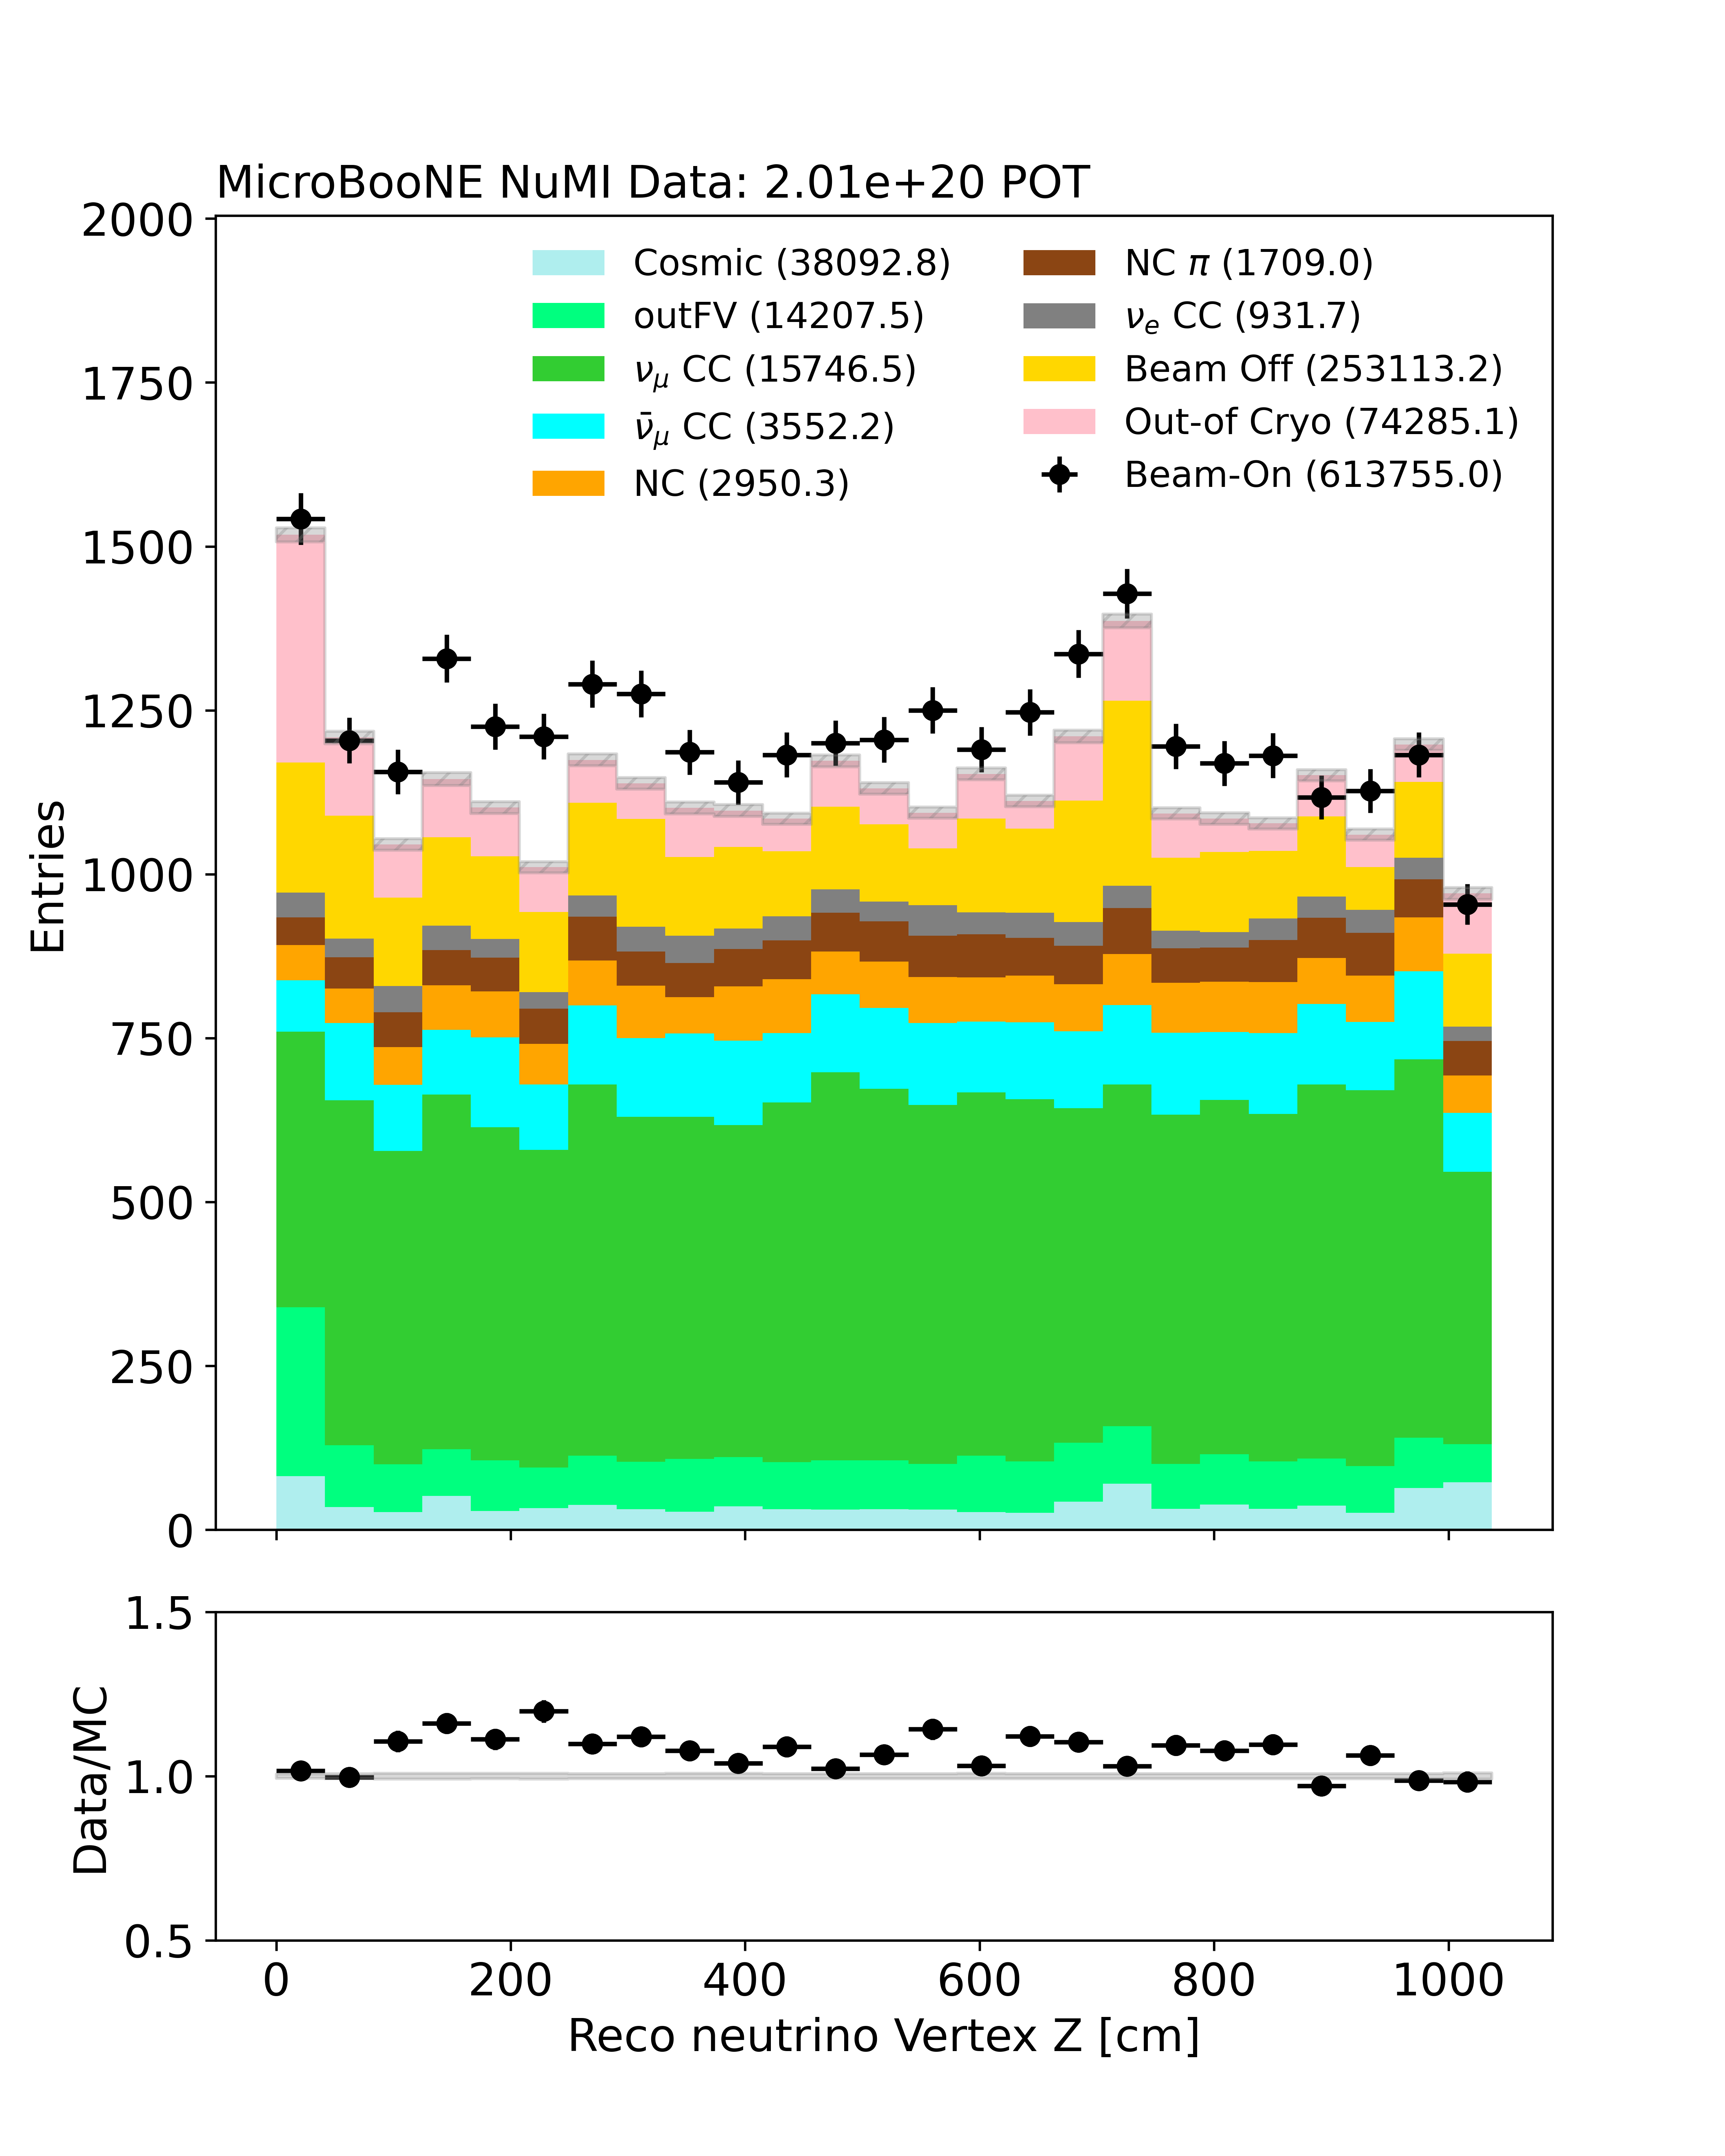 MicroBooNE NuMI Data: 2.01e+20 POT
2000
1750
1500
1250
1000
750
500
250
0
Entries
Cosmic (38092.8)
outFV (14207.5)
νμ CC (15746.5)
ν̄μ CC (3552.2)
NC (2950.3)
NC π (1709.0)
νe CC (931.7)
Beam Off (253113.2)
Out-of Cryo (74285.1)
Beam-On (613755.0)
1.5
1.0
0.5
Data/MC
0 200 400 600 800 1000
Reco neutrino Vertex Z [cm]